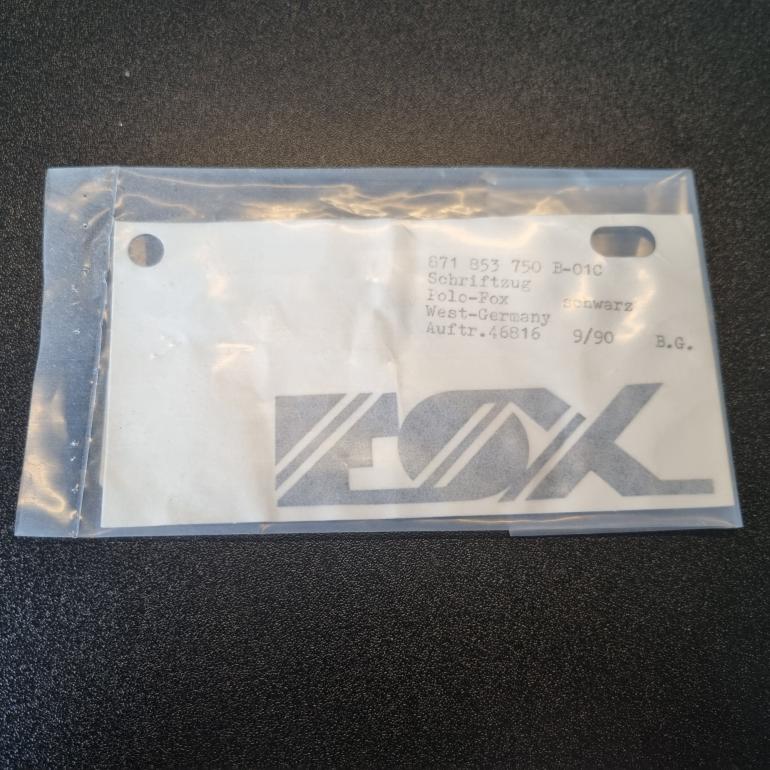 871 853 750 B-01C
Schriftzug
Polo-Fox schwarz
West-Germany
Auftr.46816 9/90 B.G.
FOX